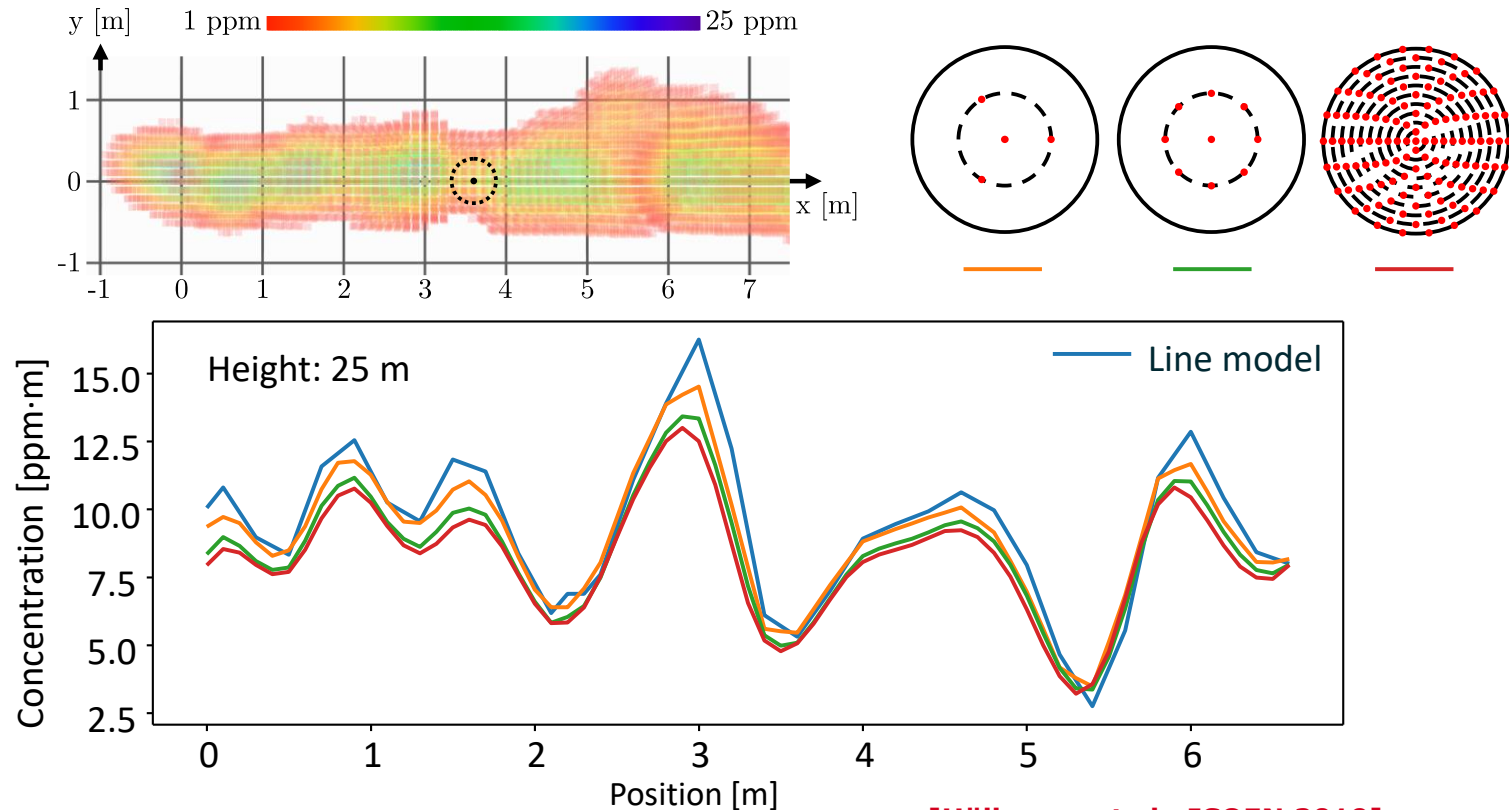 y [m]
1 ppm
25 ppm
1
0
-1
x [m]
-1 0 1 2 3 4 5 6 7
Height: 25 m
Line model
Concentration [ppm·m]
15.0
12.5
10.0
7.5
5.0
2.5
0 1 2 3 4 5 6
Position [m]